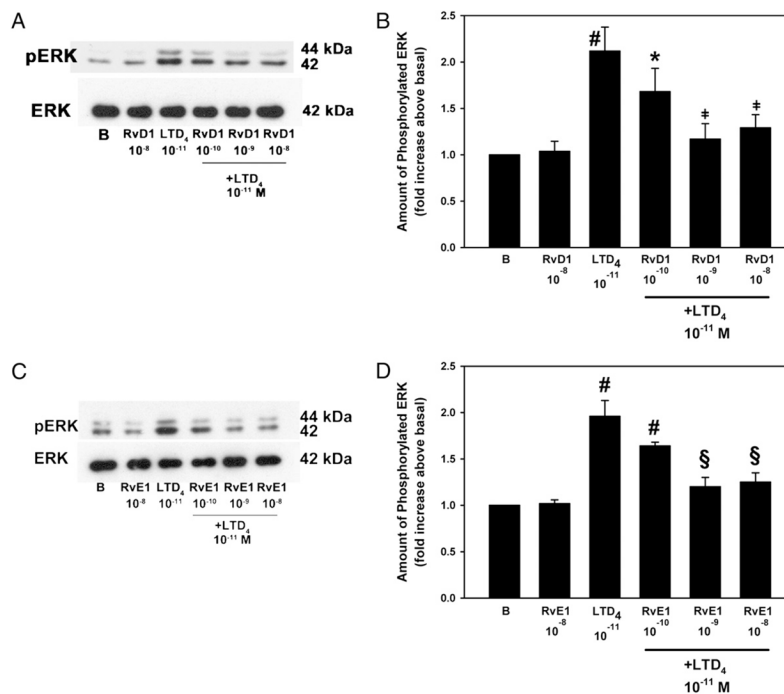 A
pERK
44 kDa
42
ERK
42 kDa
B RvD1 LTD4 RvD1 RvD1 RvD1
10-8 10-11 10-10 10-9 10-8
+LTD4
10-11 M
B
Amount of Phosphorylated ERK
(fold increase above basal)
2.5
2.0
1.5
1.0
0.5
0.0
# * ‡ ‡
B RvD1 LTD4 RvD1 RvD1 RvD1
10-8 10-11 10-10 10-9 10-8
+LTD4
10-11 M
C
pERK
44 kDa
42
ERK
42 kDa
B RvE1 LTD4 RvE1 RvE1 RvE1
10-8 10-11 10-10 10-9 10-8
+LTD4
10-11 M
D
Amount of Phosphorylated ERK
(fold increase above basal)
2.5
2.0
1.5
1.0
0.5
0.0
# # § §
B RvE1 LTD4 RvE1 RvE1 RvE1
10-8 10-11 10-10 10-9 10-8
+LTD4
10-11 M